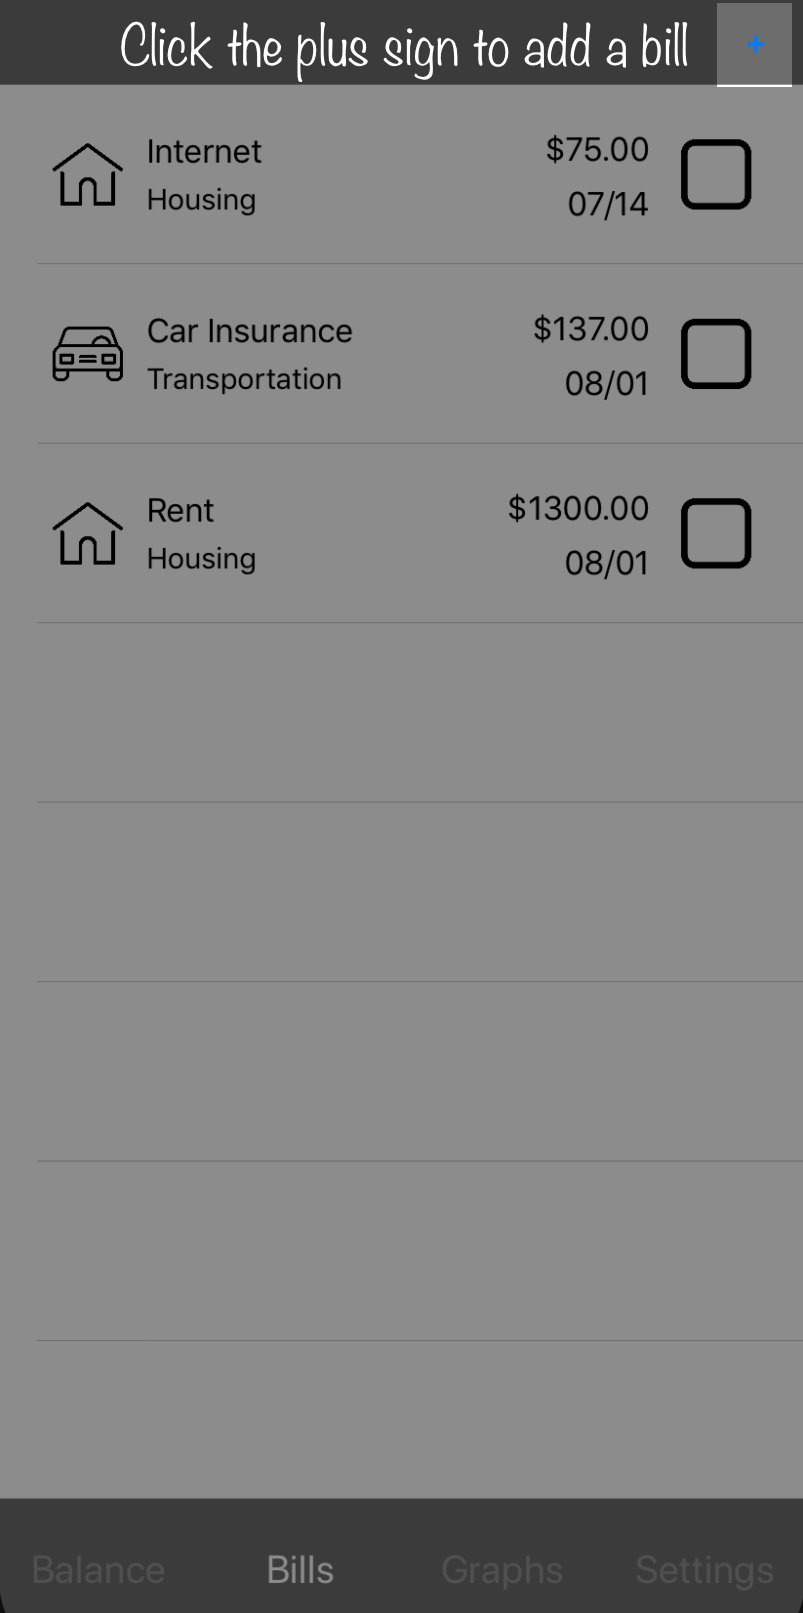 Click the plus sign to add a bill +
Internet $75.00
Housing 07/14
Car Insurance $137.00
Transportation 08/01
Rent $1300.00
Housing 08/01
Balance Bills Graphs Settings